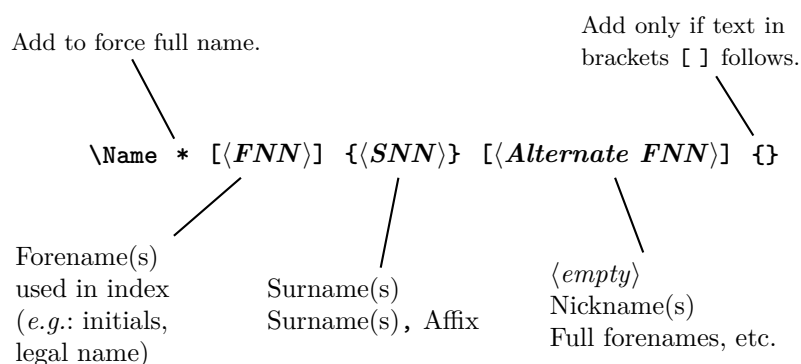 Add to force full name.
Add only if text in
brackets [ ] follows.
\Name * [⟨FNN⟩] {⟨SNN⟩} [⟨Alternate FNN⟩] {}
Forename(s)
used in index
(e.g.: initials,
legal name)
Surname(s)
Surname(s), Affix
⟨empty⟩
Nickname(s)
Full forenames, etc.